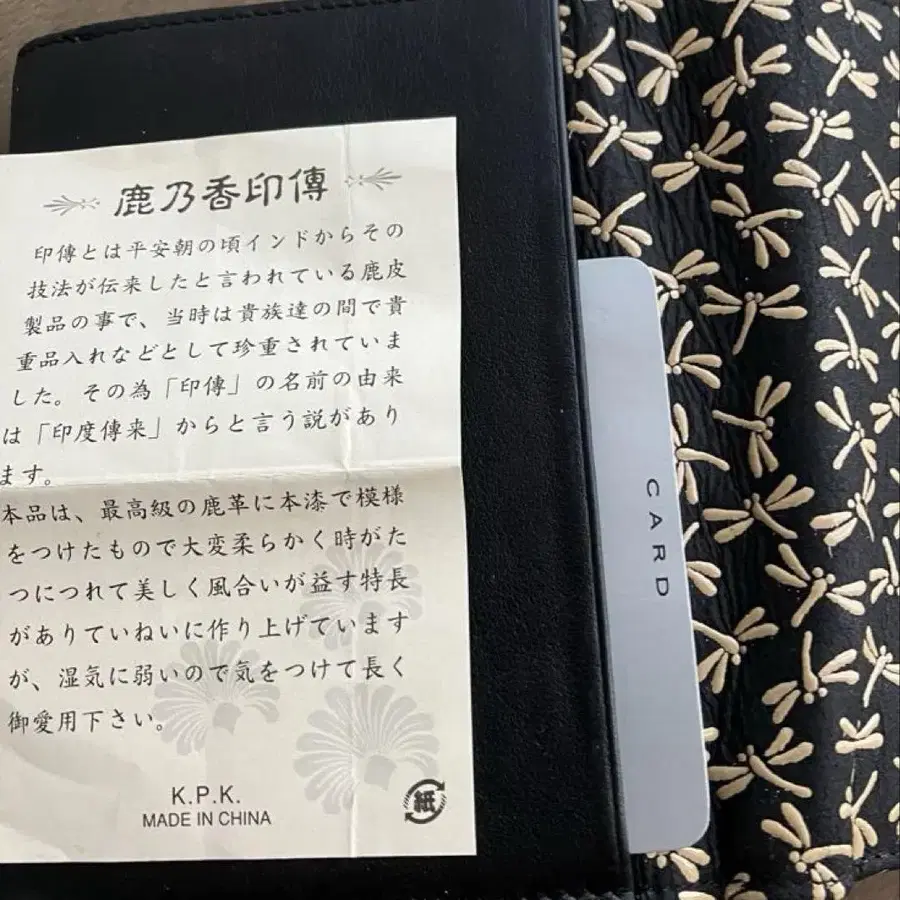 鹿乃香印傳
印傳とは平安朝の頃インドからその
技法が伝来したと言われている鹿皮
製品の事で、当時は貴族達の間で貴
重品入れなどとして珍重されていま
した。その為「印傳」の名前の由来
は「印度傳来」からと言う説があり
ます。
本品は、最高級の鹿革に本漆で模様
をつけたもので大変柔らかく時がた
つにつれて美しく風合いが益す特長
がありていねいに作り上げています
が、湿気に弱いので気をつけて長く
御愛用下さい。
K.P.K.
MADE IN CHINA
紙
CARD